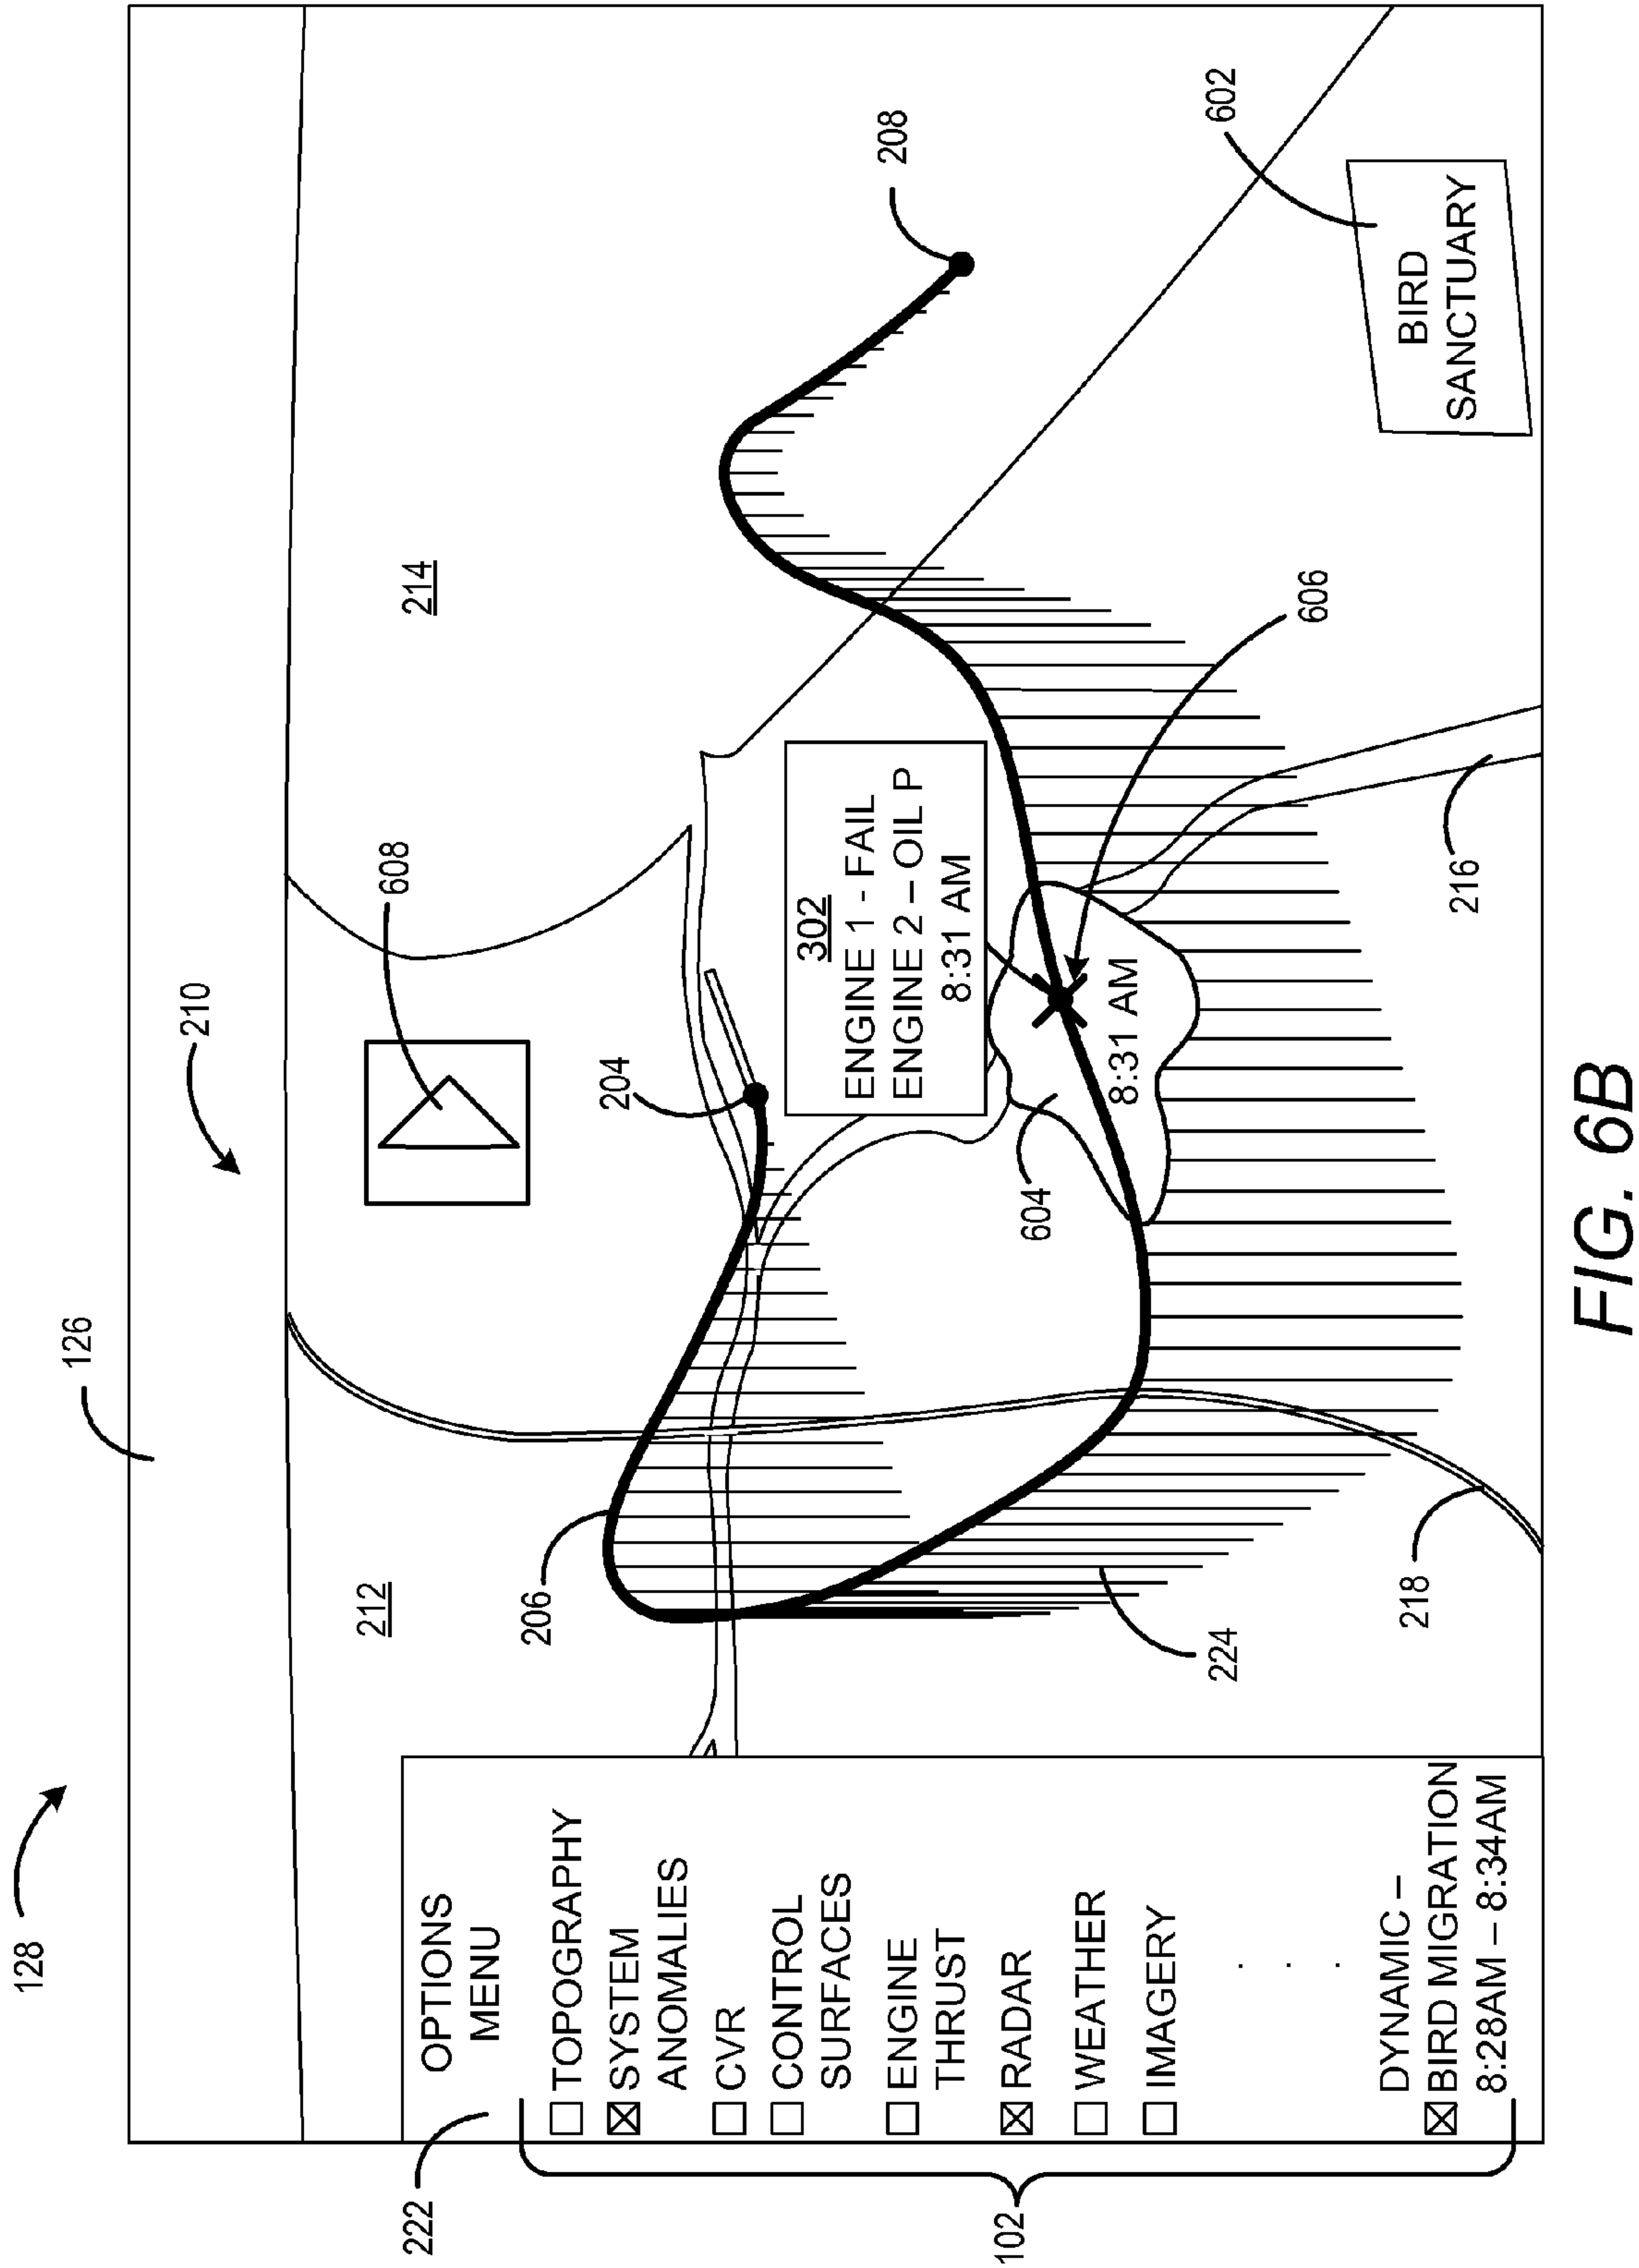 128
126
210
222
OPTIONS
MENU
TOPOGRAPHY
SYSTEM
ANOMALIES
CVR
CONTROL
SURFACES
ENGINE
THRUST
RADAR
WEATHER
IMAGERY
.
.
.
DYNAMIC –
BIRD MIGRATION
8:28AM – 8:34AM
102
212
206
608
204
214
208
302
ENGINE 1 - FAIL
ENGINE 2 – OIL P
8:31 AM
8:31 AM
604
606
602
BIRD
SANCTUARY
224
218
216
FIG. 6B